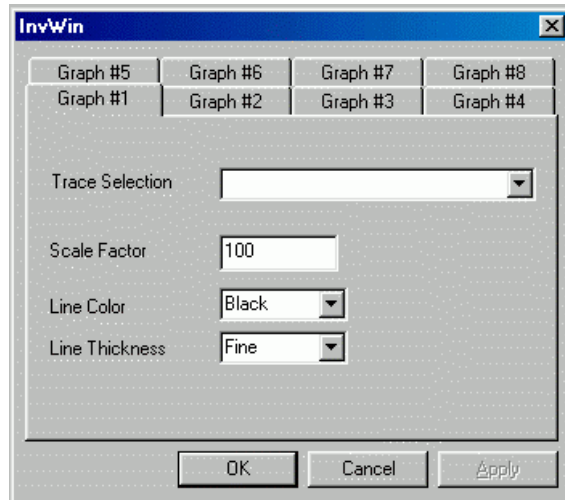 InvWin
Graph #5 Graph #6 Graph #7 Graph #8
Graph #1 Graph #2 Graph #3 Graph #4
Trace Selection
Scale Factor 100
Line Color Black
Line Thickness Fine
OK Cancel Apply